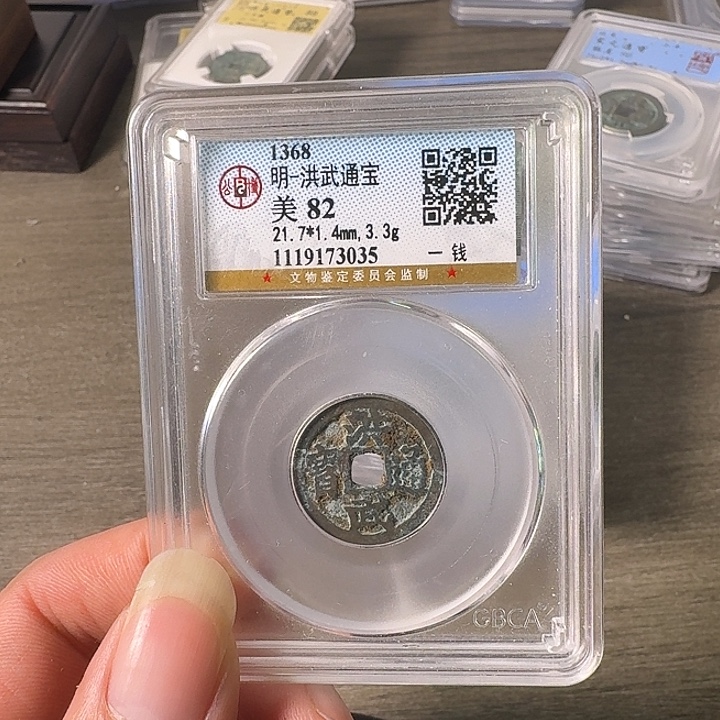 1368
明-洪武通宝
美 82
21.7*1.4mm, 3.3g
1119173035 一 钱
★ 文物鉴定委员会监制 ★
洪
寶 通
武
GBCA